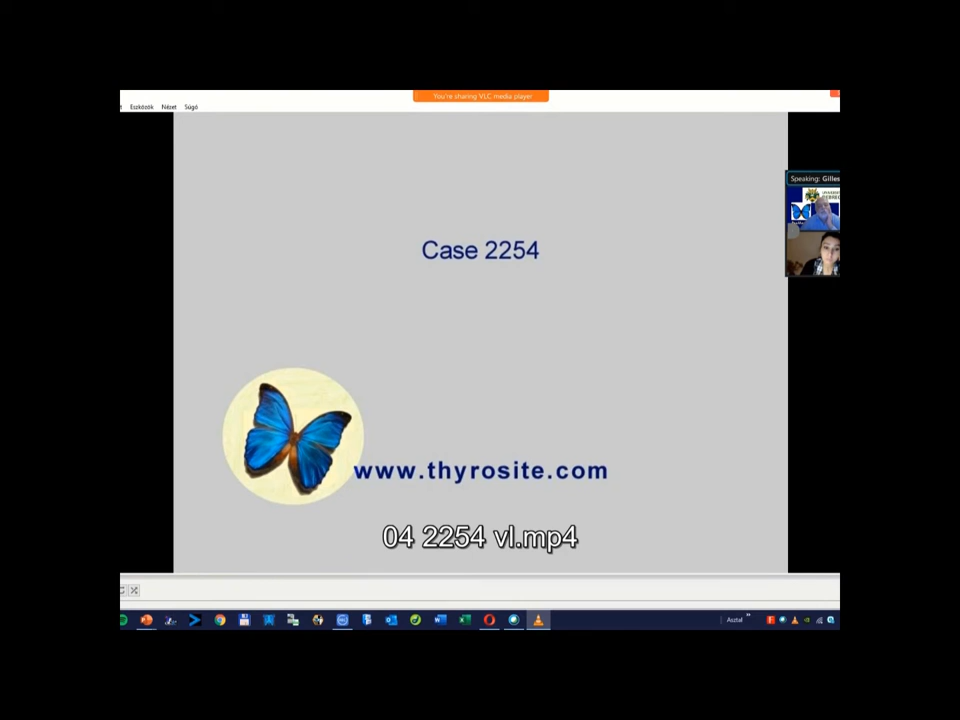 You're sharing VLC media player
Eszközök Nézet Súgó
Speaking: Gilles
Case 2254
www.thyrosite.com
04 2254 vl.mp4
Asztal